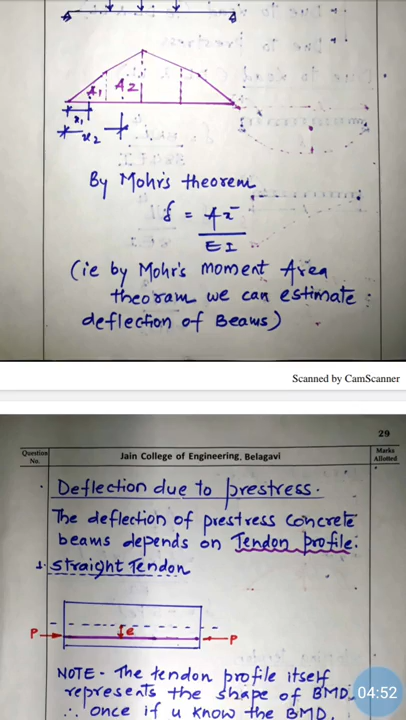 A1 A2
x1
x2
By Mohr's theorem
f = Ax̄
EI
(ie by Mohr's moment Area
theoram we can estimate
deflection of Beams)
Scanned by CamScanner
29
Question No.
Jain College of Engineering, Belagavi
Marks Allotted
Deflection due to prestress.
The deflection of prestress concrete
beams depends on Tendon profile.
1. straight Tendon
P e P
NOTE - The tendon profile itself
represents the shape of BMD.
04:52
∴ once if u know the BMD,